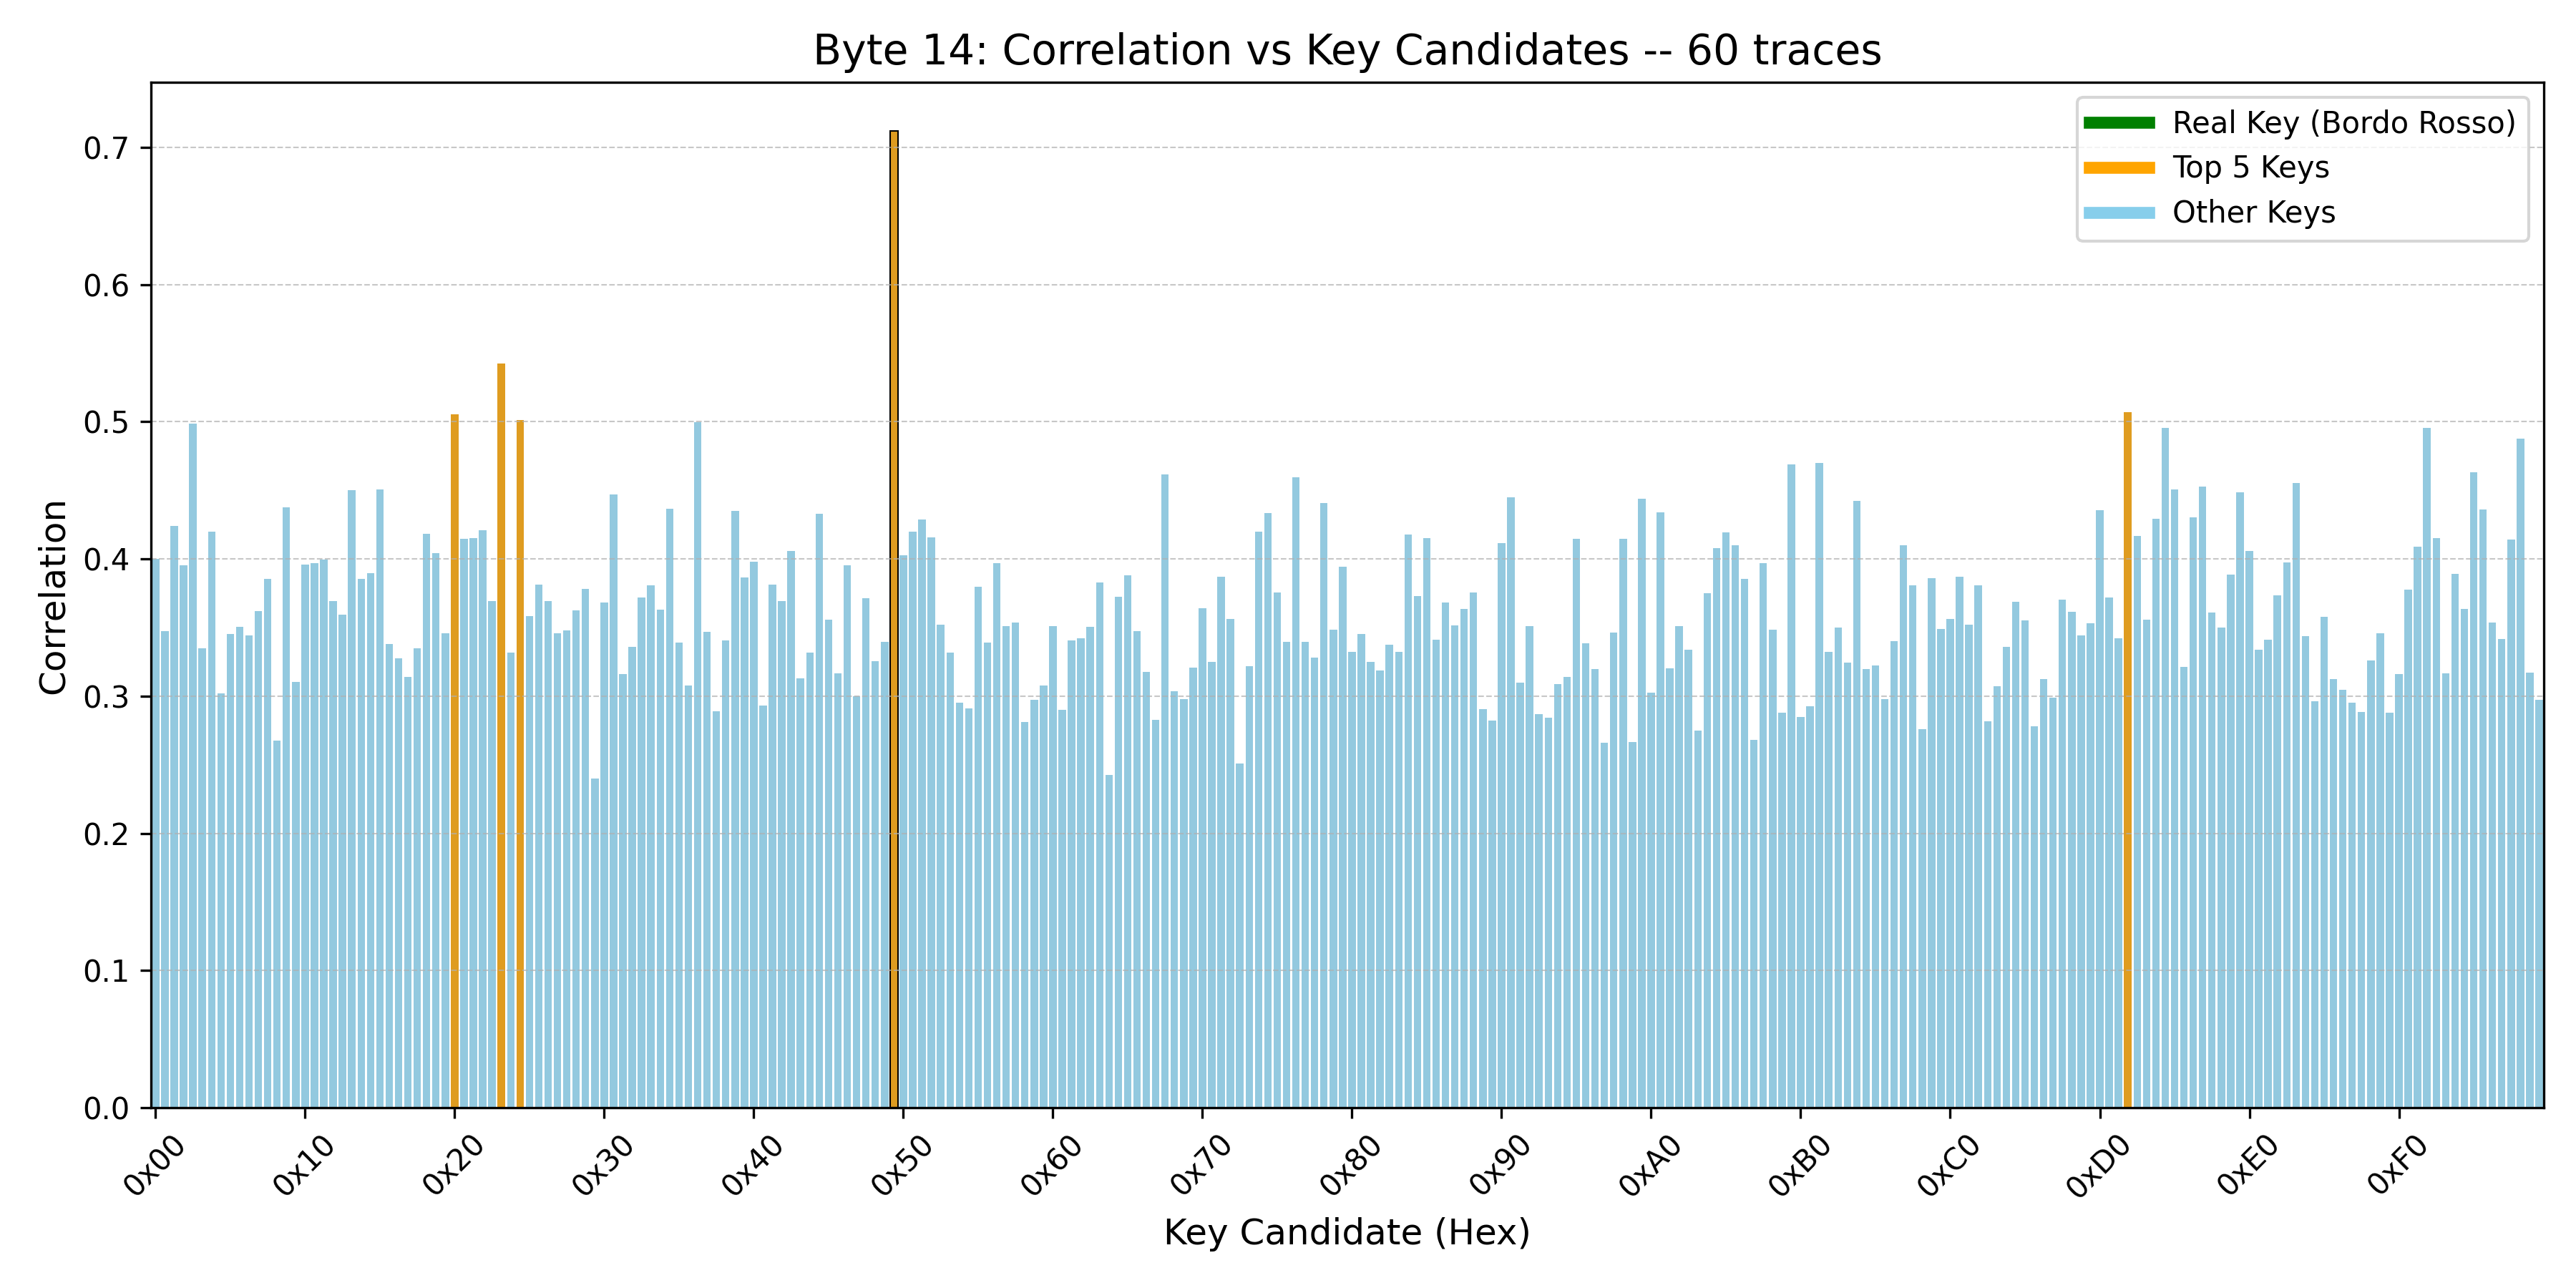 Byte 14: Correlation vs Key Candidates -- 60 traces
Real Key (Bordo Rosso)
Top 5 Keys
Other Keys
Correlation
0.7
0.6
0.5
0.4
0.3
0.2
0.1
0.0
0x00 0x10 0x20 0x30 0x40 0x50 0x60 0x70 0x80 0x90 0xA0 0xB0 0xC0 0xD0 0xE0 0xF0
Key Candidate (Hex)